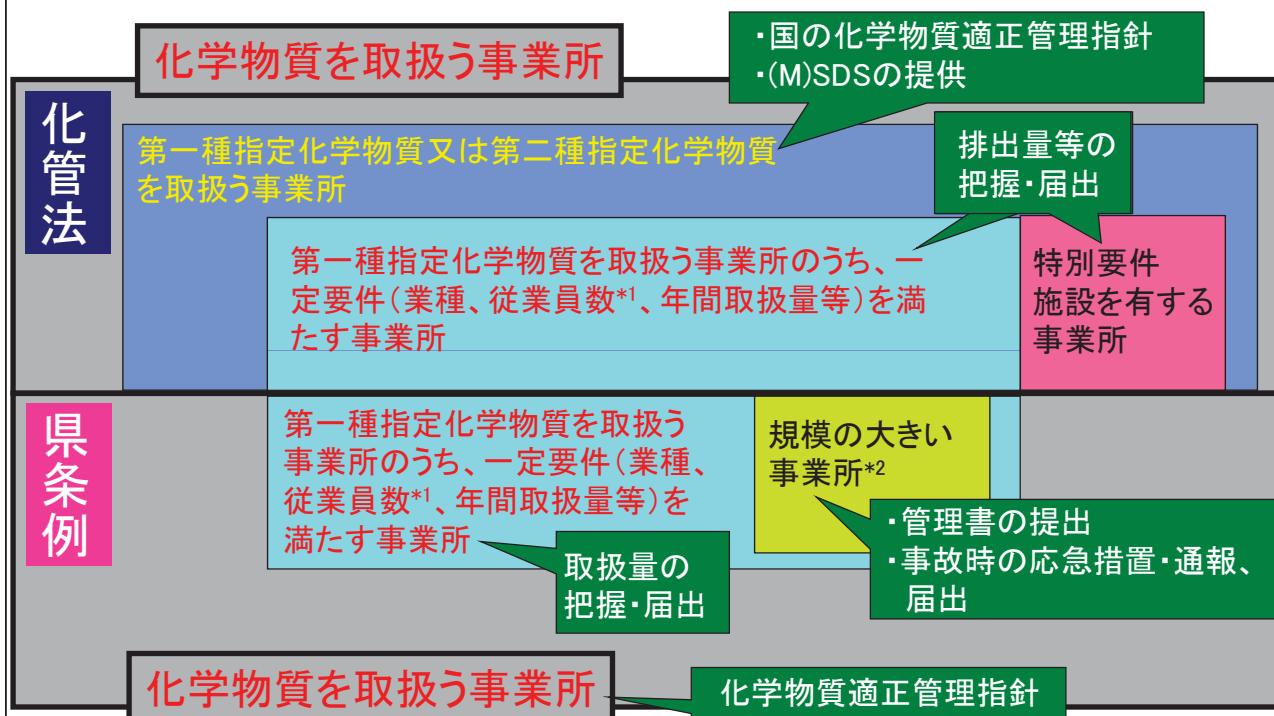 化学物質を取扱う事業所
・国の化学物質適正管理指針
・(M)SDSの提供
化管法
第一種指定化学物質又は第二種指定化学物質
を取扱う事業所
排出量等の
把握・届出
第一種指定化学物質を取扱う事業所のうち、一
定要件(業種、従業員数*1、年間取扱量等)を満
たす事業所
特別要件
施設を有する
事業所
県条例
第一種指定化学物質を取扱う
事業所のうち、一定要件(業種、
従業員数*1、年間取扱量等)を
満たす事業所
規模の大きい
事業所*2
取扱量の
把握・届出
・管理書の提出
・事故時の応急措置・通報、
届出
化学物質を取扱う事業所
化学物質適正管理指針